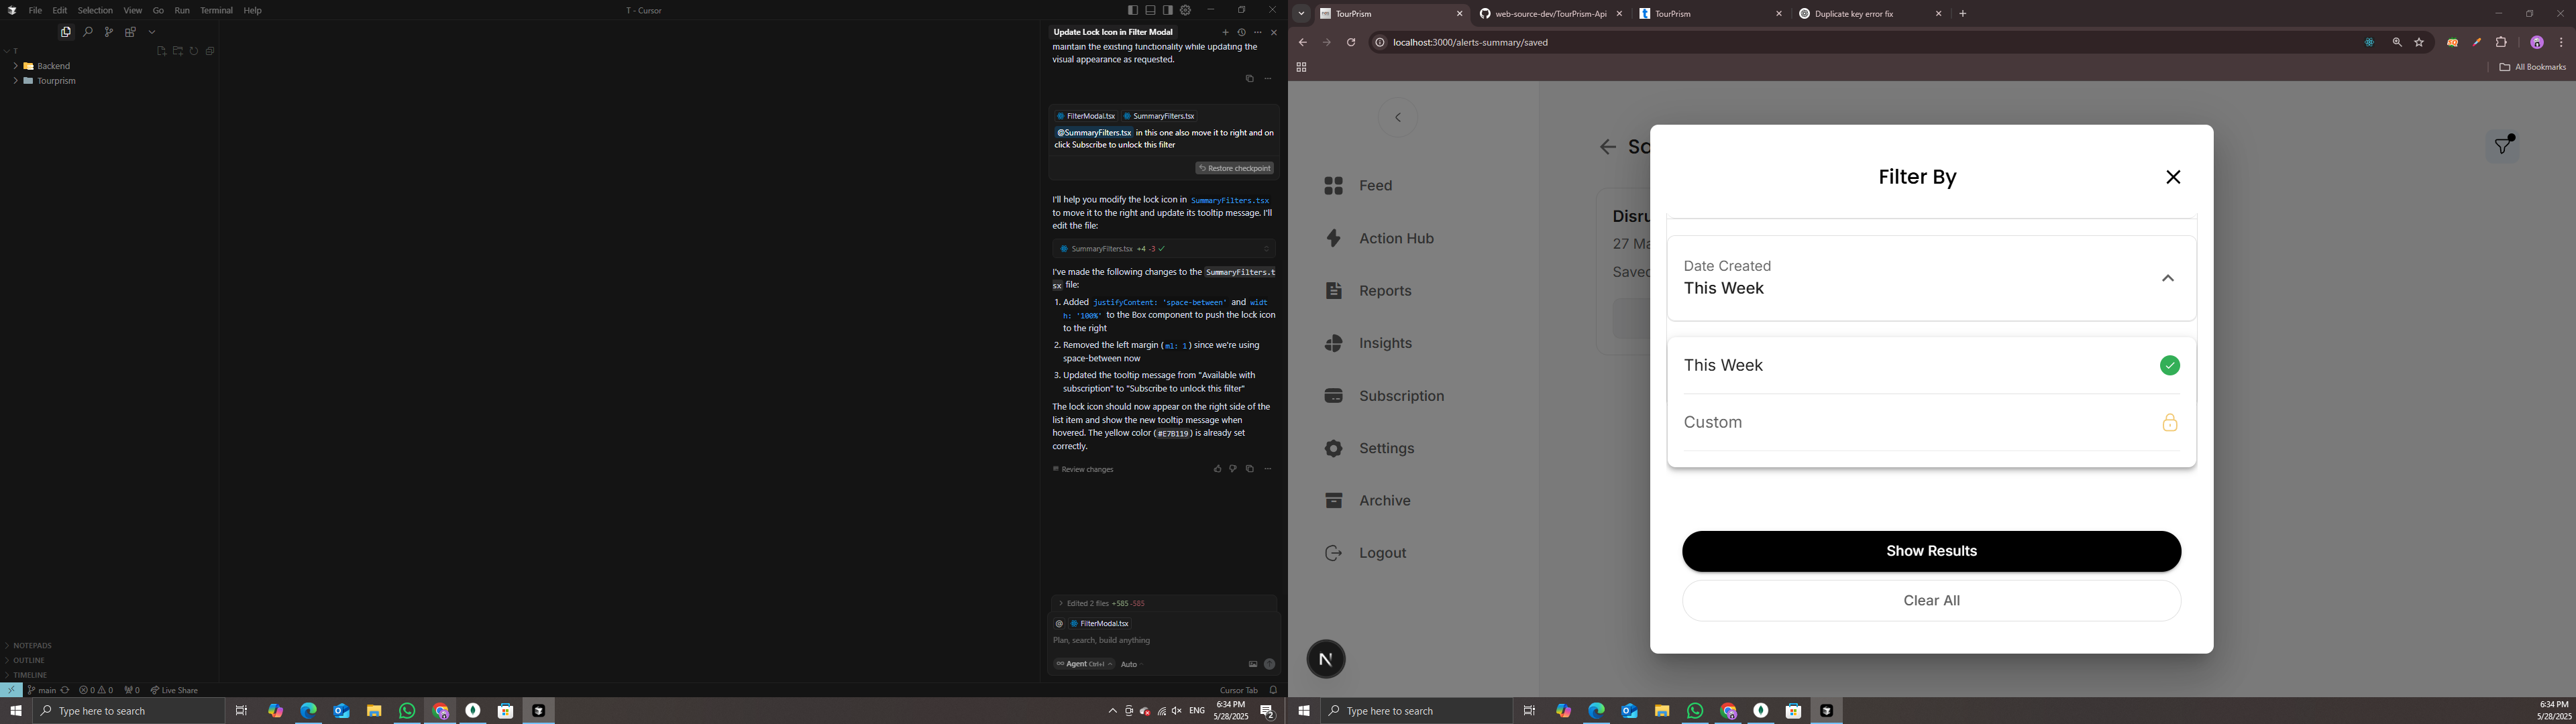 File Edit Selection View Go Run Terminal Help
T - Cursor
T
Backend
Tourprism
NOTEPADS
OUTLINE
TIMELINE
Update Lock Icon in Filter Modal
maintain the existing functionality while updating the
visual appearance as requested.
FilterModal.tsx SummaryFilters.tsx
@SummaryFilters.tsx in this one also move it to right and on
click Subscribe to unlock this filter
Restore checkpoint
I'll help you modify the lock icon in SummaryFilters.tsx
to move it to the right and update its tooltip message. I'll
edit the file:
SummaryFilters.tsx +4 -3
I've made the following changes to the SummaryFilters.t
sx file:
1. Added justifyContent: 'space-between' and widt
h: '100%' to the Box component to push the lock icon
to the right
2. Removed the left margin (ml: 1) since we're using
space-between now
3. Updated the tooltip message from "Available with
subscription" to "Subscribe to unlock this filter"
The lock icon should now appear on the right side of the
list item and show the new tooltip message when
hovered. The yellow color (#E7B119) is already set
correctly.
Review changes
Edited 2 files +585 -585
@ FilterModal.tsx
Plan, search, build anything
Agent Ctrl+I Auto
main 0 0 0 Live Share
Cursor Tab
Type here to search
ENG
6:34 PM
5/28/2025
2
TourPrism
web-source-dev/TourPrism-Api
TourPrism
Duplicate key error fix
localhost:3000/alerts-summary/saved
All Bookmarks
Feed
Action Hub
Reports
Insights
Subscription
Settings
Archive
Logout
N
Sa
Disru
27 Ma
Saved
Filter By
Date Created
This Week
This Week
Custom
Show Results
Clear All
Type here to search
6:34 PM
5/28/2025